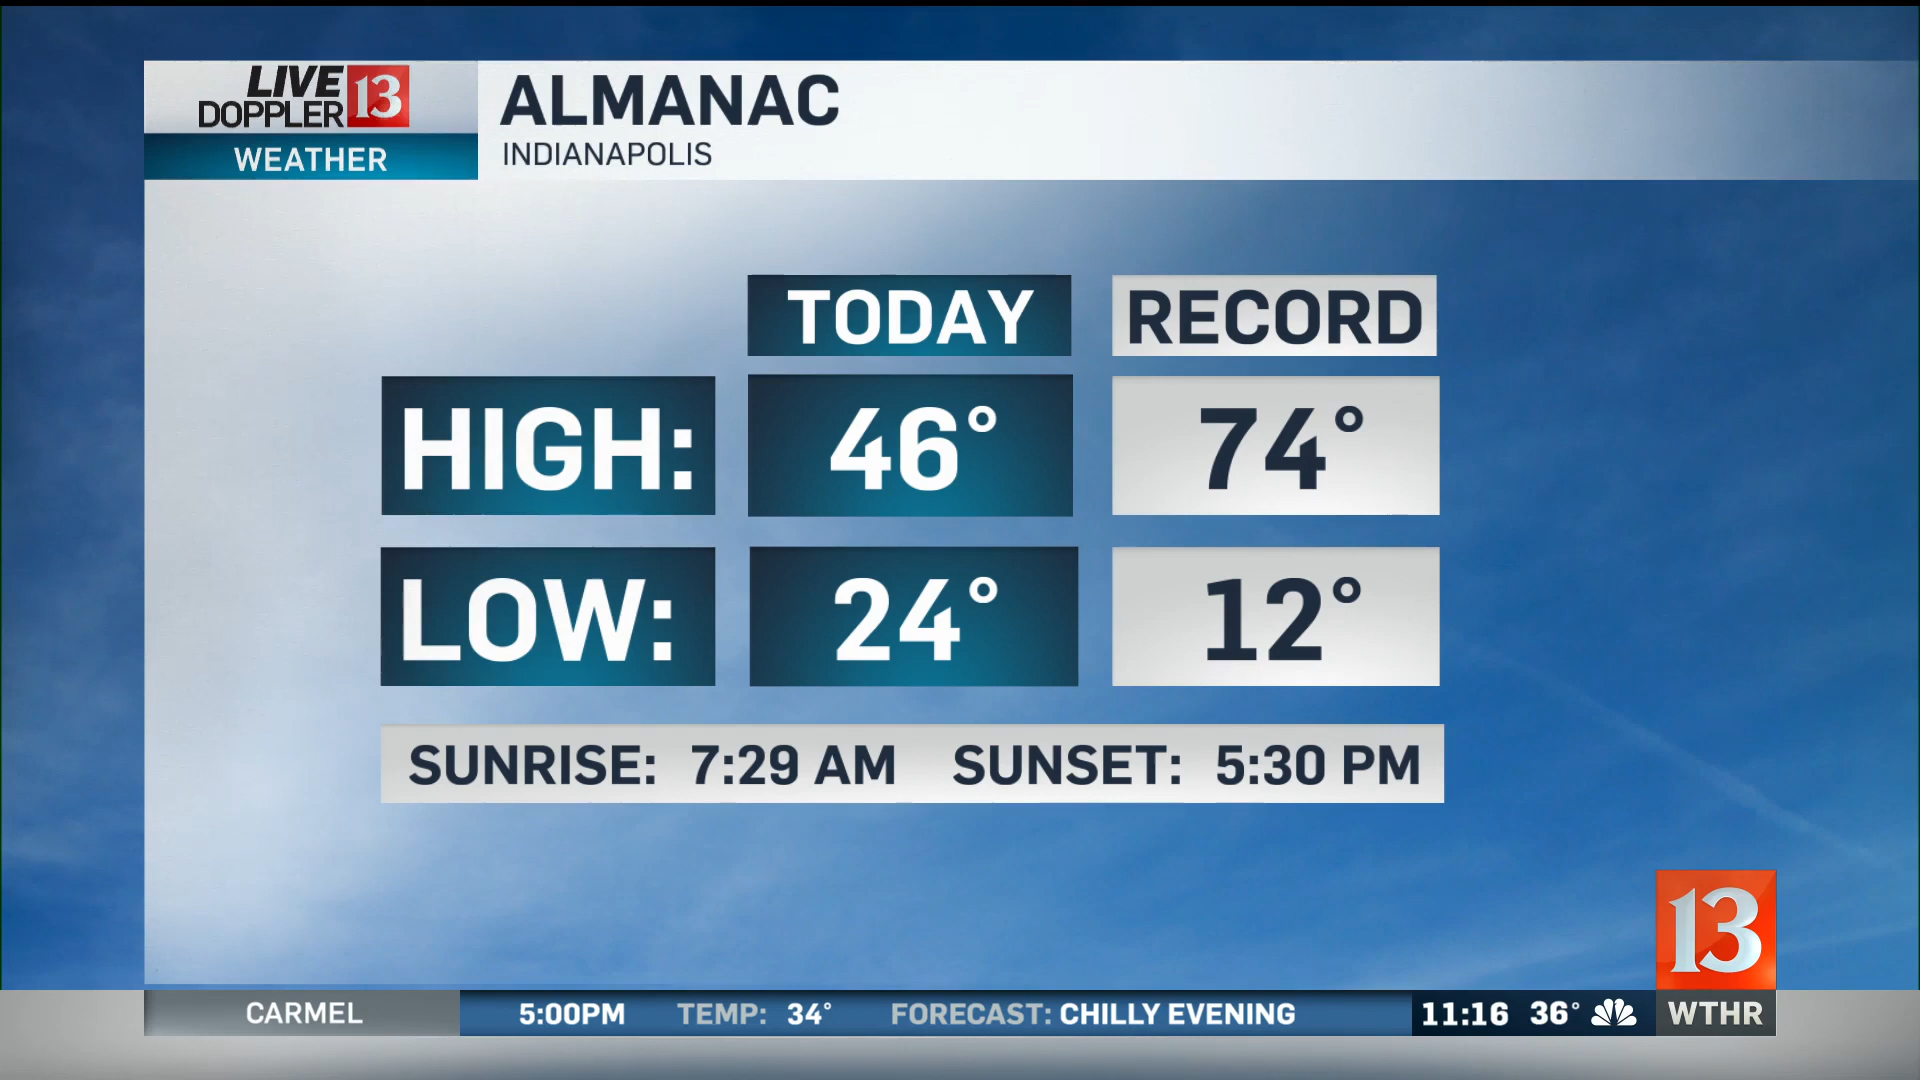 LIVE
DOPPLER 13
WEATHER
ALMANAC
INDIANAPOLIS
TODAY RECORD
HIGH: 46° 74°
LOW: 24° 12°
SUNRISE: 7:29 AM SUNSET: 5:30 PM
13
CARMEL 5:00PM TEMP: 34° FORECAST: CHILLY EVENING 11:16 36° WTHR